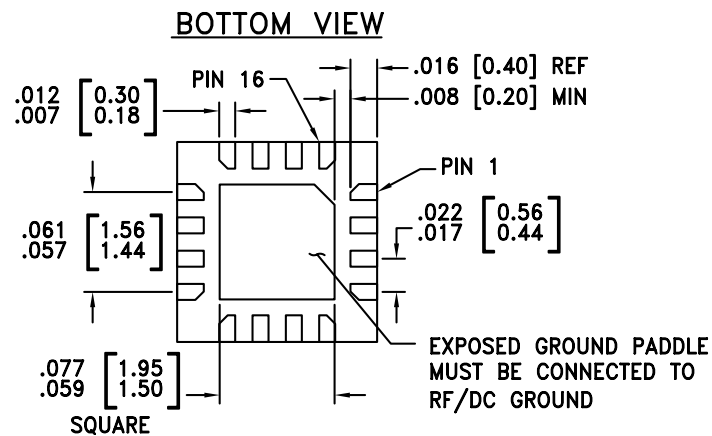 BOTTOM VIEW
PIN 16
.016 [0.40] REF
.008 [0.20] MIN
.012 [0.30
.007 0.18]
PIN 1
.061 [1.56
.057 1.44]
.022 [0.56
.017 0.44]
.077 [1.95
.059 1.50]
SQUARE
EXPOSED GROUND PADDLE
MUST BE CONNECTED TO
RF/DC GROUND